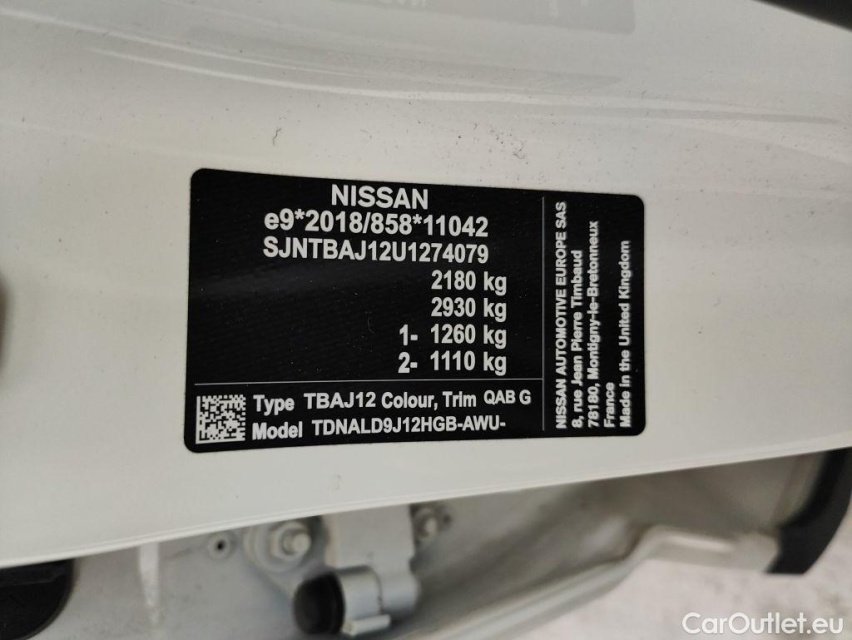 NISSAN
e9*2018/858*11042
SJNTBAJ12U1274079
2180 kg
2930 kg
1- 1260 kg
2- 1110 kg
Type TBAJ12 Colour, Trim QAB G
Model TDNALD9J12HGB-AWU-
NISSAN AUTOMOTIVE EUROPE SAS
8, rue Jean Pierre Timbaud
78180, Montigny-le-Bretonneux
France
Made in the United Kingdom
CarOutlet.eu